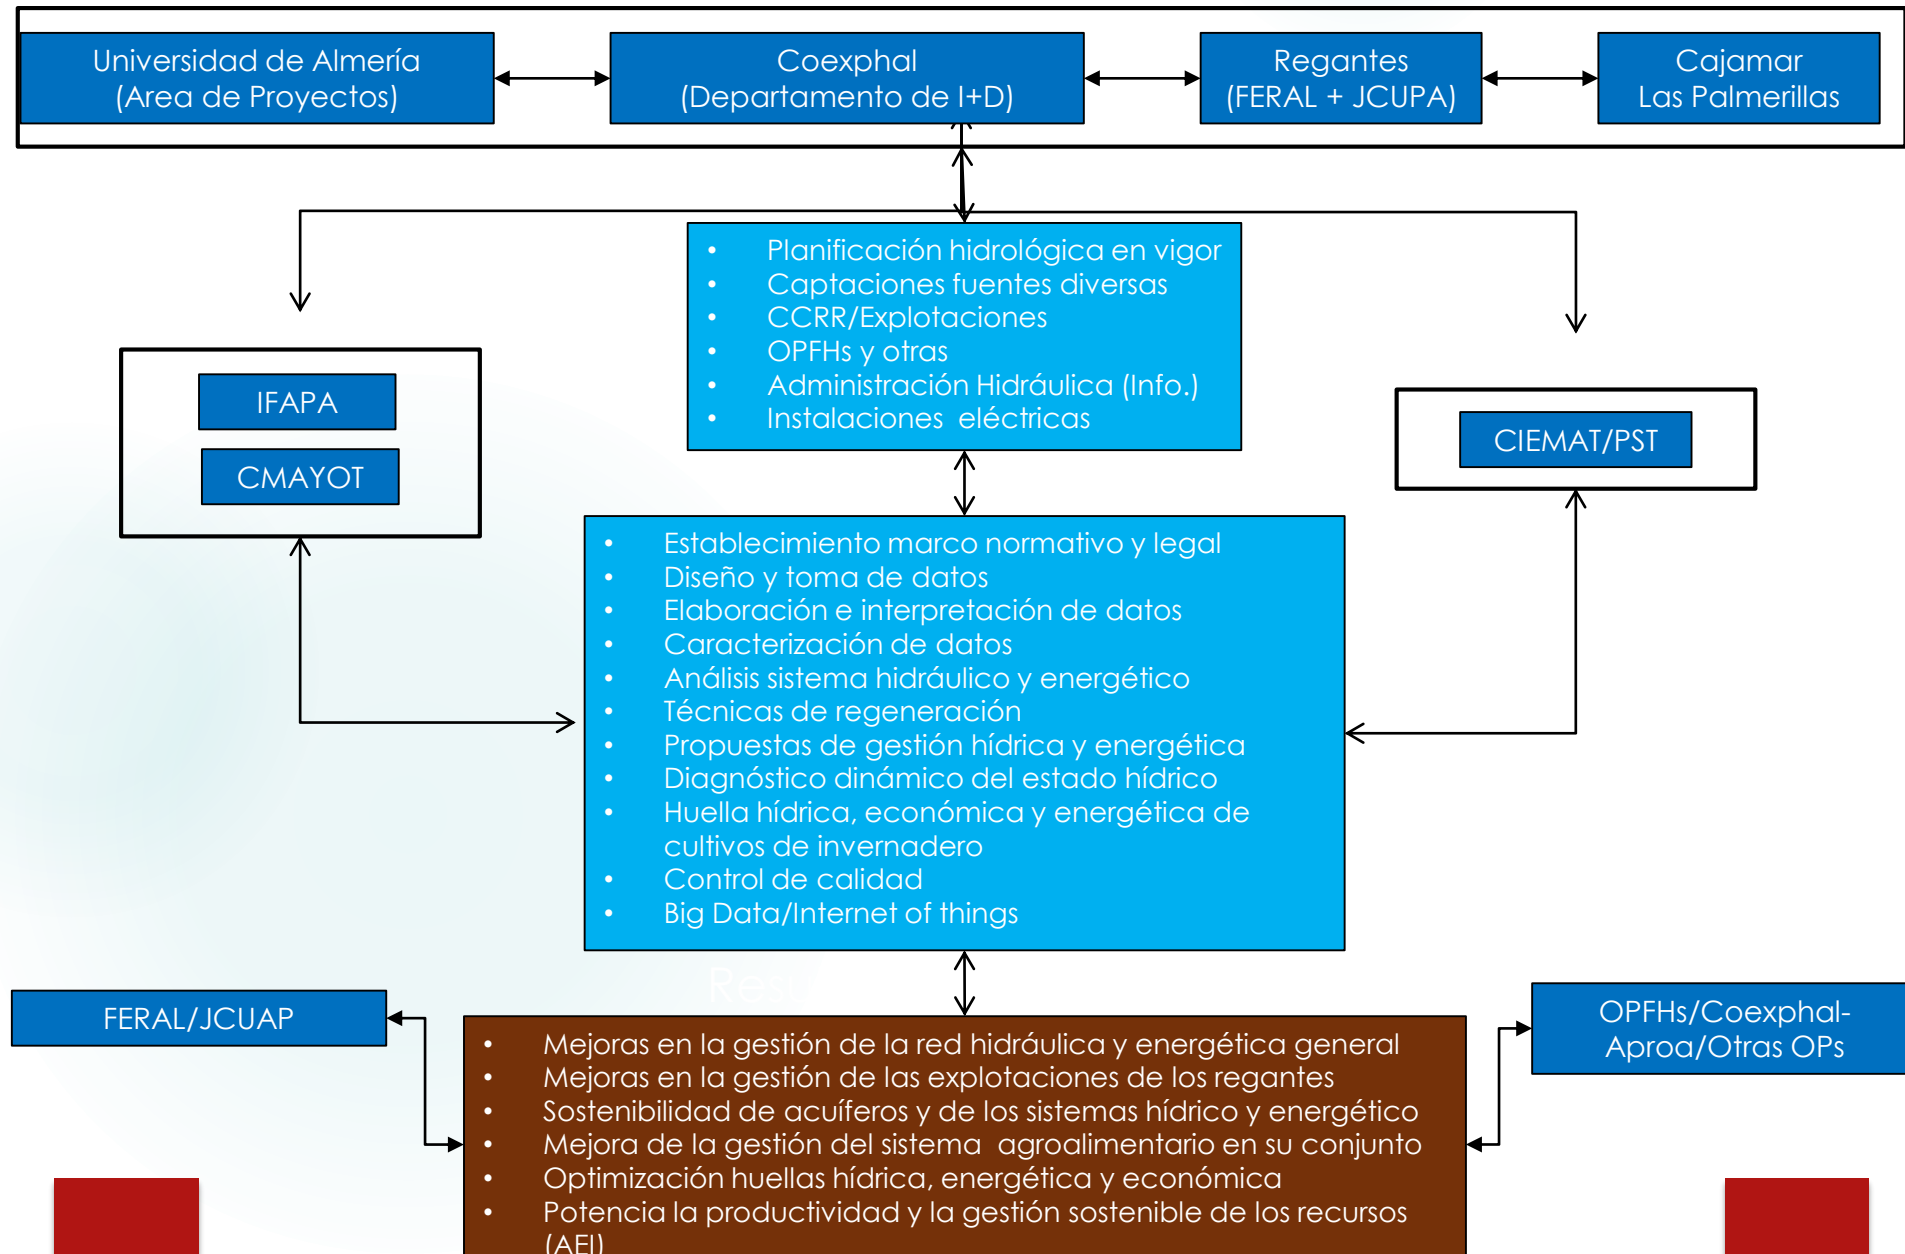 Universidad de Almería
(Area de Proyectos)
Coexphal
(Departamento de I+D)
Regantes
(FERAL + JCUPA)
Cajamar
Las Palmerillas
• Planificación hidrológica en vigor
• Captaciones fuentes diversas
• CCRR/Explotaciones
• OPFHs y otras
• Administración Hidráulica (Info.)
• Instalaciones eléctricas
IFAPA
CMAYOT
CIEMAT/PST
• Establecimiento marco normativo y legal
• Diseño y toma de datos
• Elaboración e interpretación de datos
• Caracterización de datos
• Análisis sistema hidráulico y energético
• Técnicas de regeneración
• Propuestas de gestión hídrica y energética
• Diagnóstico dinámico del estado hídrico
• Huella hídrica, económica y energética de
cultivos de invernadero
• Control de calidad
• Big Data/Internet of things
FERAL/JCUAP
OPFHs/Coexphal-
Aproa/Otras OPs
• Mejoras en la gestión de la red hidráulica y energética general
• Mejoras en la gestión de las explotaciones de los regantes
• Sostenibilidad de acuíferos y de los sistemas hídrico y energético
• Mejora de la gestión del sistema agroalimentario en su conjunto
• Optimización huellas hídrica, energética y económica
• Potencia la productividad y la gestión sostenible de los recursos
(AEI)